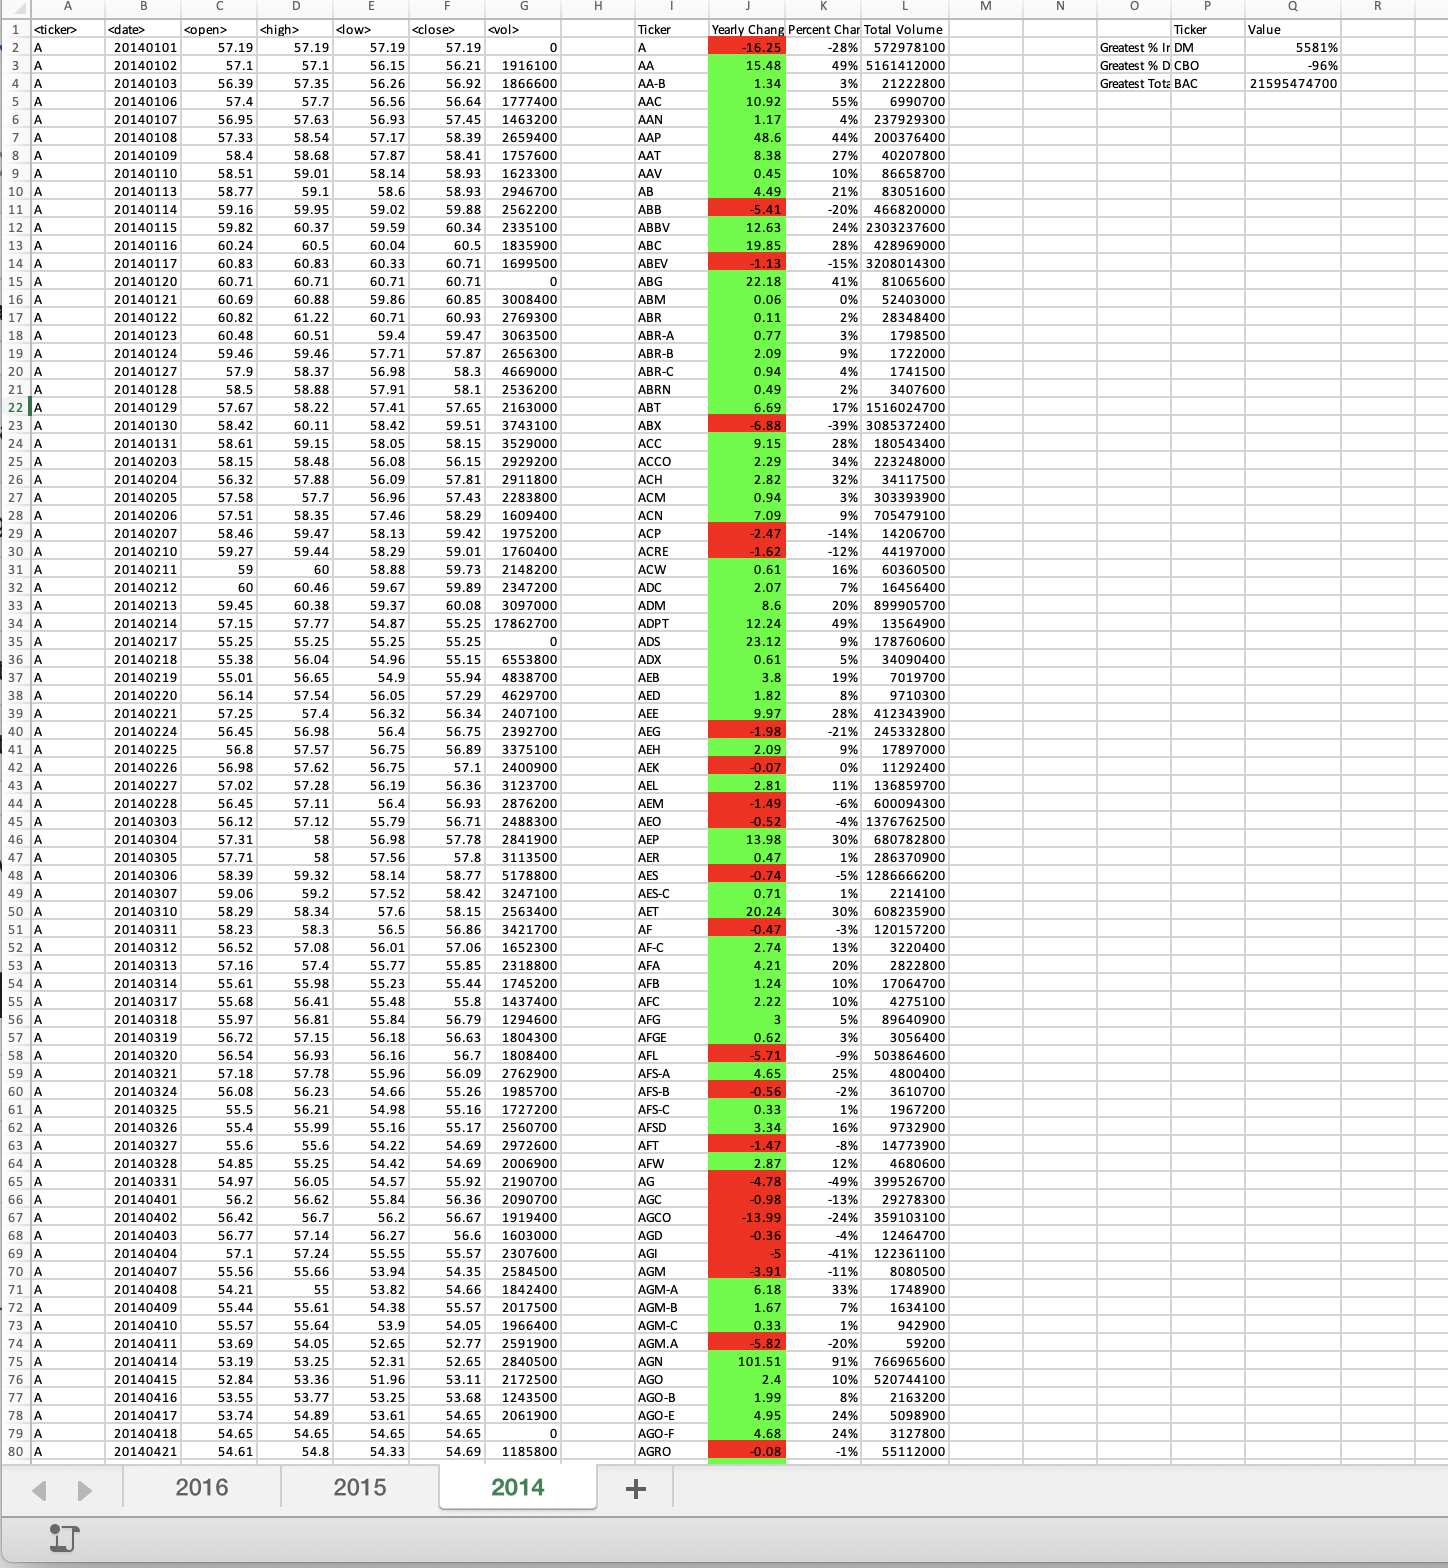 A B C D E F G H I J K L M N O P Q R
1 <ticker> <date> <open> <high> <low> <close> <vol> Ticker Yearly Chang Percent Char Total Volume Ticker Value
2 A 20140101 57.19 57.19 57.19 57.19 0 A -16.25 -28% 572978100 Greatest % Ir DM 5581%
3 A 20140102 57.1 57.1 56.15 56.21 1916100 AA 15.48 49% 5161412000 Greatest % D CBO -96%
4 A 20140103 56.39 57.35 56.26 56.92 1866600 AA-B 1.34 3% 21222800 Greatest Tota BAC 21595474700
5 A 20140106 57.4 57.7 56.56 56.64 1777400 AAC 10.92 55% 6990700
6 A 20140107 56.95 57.63 56.93 57.45 1463200 AAN 1.17 4% 237929300
7 A 20140108 57.33 58.54 57.17 58.39 2659400 AAP 48.6 44% 200376400
8 A 20140109 58.4 58.68 57.87 58.41 1757600 AAT 8.38 27% 40207800
9 A 20140110 58.51 59.01 58.14 58.93 1623300 AAV 0.45 10% 86658700
10 A 20140113 58.77 59.1 58.6 58.93 2946700 AB 4.49 21% 83051600
11 A 20140114 59.16 59.95 59.02 59.88 2562200 ABB -5.41 -20% 466820000
12 A 20140115 59.82 60.37 59.59 60.34 2335100 ABBV 12.63 24% 2303237600
13 A 20140116 60.24 60.5 60.04 60.5 1835900 ABC 19.85 28% 428969000
14 A 20140117 60.83 60.83 60.33 60.71 1699500 ABEV -1.13 -15% 3208014300
15 A 20140120 60.71 60.71 60.71 60.71 0 ABG 22.18 41% 81065600
16 A 20140121 60.69 60.88 59.86 60.85 3008400 ABM 0.06 0% 52403000
17 A 20140122 60.82 61.22 60.71 60.93 2769300 ABR 0.11 2% 28348400
18 A 20140123 60.48 60.51 59.4 59.47 3063500 ABR-A 0.77 3% 1798500
19 A 20140124 59.46 59.46 57.71 57.87 2656300 ABR-B 2.09 9% 1722000
20 A 20140127 57.9 58.37 56.98 58.3 4669000 ABR-C 0.94 4% 1741500
21 A 20140128 58.5 58.88 57.91 58.1 2536200 ABRN 0.49 2% 3407600
22 A 20140129 57.67 58.22 57.41 57.65 2163000 ABT 6.69 17% 1516024700
23 A 20140130 58.42 60.11 58.42 59.51 3743100 ABX -6.88 -39% 3085372400
24 A 20140131 58.61 59.15 58.05 58.15 3529000 ACC 9.15 28% 180543400
25 A 20140203 58.15 58.48 56.08 56.15 2929200 ACCO 2.29 34% 223248000
26 A 20140204 56.32 57.88 56.09 57.81 2911800 ACH 2.82 32% 34117500
27 A 20140205 57.58 57.7 56.96 57.43 2283800 ACM 0.94 3% 303393900
28 A 20140206 57.51 58.35 57.46 58.29 1609400 ACN 7.09 9% 705479100
29 A 20140207 58.46 59.47 58.13 59.42 1975200 ACP -2.47 -14% 14206700
30 A 20140210 59.27 59.44 58.29 59.01 1760400 ACRE -1.62 -12% 44197000
31 A 20140211 59 60 58.88 59.73 2148200 ACW 0.61 16% 60360500
32 A 20140212 60 60.46 59.67 59.89 2347200 ADC 2.07 7% 16456400
33 A 20140213 59.45 60.38 59.37 60.08 3097000 ADM 8.6 20% 899905700
34 A 20140214 57.15 57.77 54.87 55.25 17862700 ADPT 12.24 49% 13564900
35 A 20140217 55.25 55.25 55.25 55.25 0 ADS 23.12 9% 178760600
36 A 20140218 55.38 56.04 54.96 55.15 6553800 ADX 0.61 5% 34090400
37 A 20140219 55.01 56.65 54.9 55.94 4838700 AEB 3.8 19% 7019700
38 A 20140220 56.14 57.54 56.05 57.29 4629700 AED 1.82 8% 9710300
39 A 20140221 57.25 57.4 56.32 56.34 2407100 AEE 9.97 28% 412343900
40 A 20140224 56.45 56.98 56.4 56.75 2392700 AEG -1.98 -21% 245332800
41 A 20140225 56.8 57.57 56.75 56.89 3375100 AEH 2.09 9% 17897000
42 A 20140226 56.98 57.62 56.75 57.1 2400900 AEK -0.07 0% 11292400
43 A 20140227 57.02 57.28 56.19 56.36 3123700 AEL 2.81 11% 136859700
44 A 20140228 56.45 57.11 56.4 56.93 2876200 AEM -1.49 -6% 600094300
45 A 20140303 56.12 57.12 55.79 56.71 2488300 AEO -0.52 -4% 1376762500
46 A 20140304 57.31 58 56.98 57.78 2841900 AEP 13.98 30% 680782800
47 A 20140305 57.71 58 57.56 57.8 3113500 AER 0.47 1% 286370900
48 A 20140306 58.39 59.32 58.14 58.77 5178800 AES -0.74 -5% 1286666200
49 A 20140307 59.06 59.2 57.52 58.42 3247100 AES-C 0.71 1% 2214100
50 A 20140310 58.29 58.34 57.6 58.15 2563400 AET 20.24 30% 608235900
51 A 20140311 58.23 58.3 56.5 56.86 3421700 AF -0.47 -3% 120157200
52 A 20140312 56.52 57.08 56.01 57.06 1652300 AF-C 2.74 13% 3220400
53 A 20140313 57.16 57.4 55.77 55.85 2318800 AFA 4.21 20% 2822800
54 A 20140314 55.61 55.98 55.23 55.44 1745200 AFB 1.24 10% 17064700
55 A 20140317 55.68 56.41 55.48 55.8 1437400 AFC 2.22 10% 4275100
56 A 20140318 55.97 56.81 55.84 56.79 1294600 AFG 3 5% 89640900
57 A 20140319 56.72 57.15 56.18 56.63 1804300 AFGE 0.62 3% 3056400
58 A 20140320 56.54 56.93 56.16 56.7 1808400 AFL -5.71 -9% 503864600
59 A 20140321 57.18 57.78 55.96 56.09 2762900 AFS-A 4.65 25% 4800400
60 A 20140324 56.08 56.23 54.66 55.26 1985700 AFS-B -0.56 -2% 3610700
61 A 20140325 55.5 56.21 54.98 55.16 1727200 AFS-C 0.33 1% 1967200
62 A 20140326 55.4 55.99 55.16 55.17 2560700 AFSD 3.34 16% 9732900
63 A 20140327 55.6 55.6 54.22 54.69 2972600 AFT -1.47 -8% 14773900
64 A 20140328 54.85 55.25 54.42 54.69 2006900 AFW 2.87 12% 4680600
65 A 20140331 54.97 56.05 54.57 55.92 2190700 AG -4.78 -49% 399526700
66 A 20140401 56.2 56.62 55.84 56.36 2090700 AGC -0.98 -13% 29278300
67 A 20140402 56.42 56.7 56.2 56.67 1919400 AGCO -13.99 -24% 359103100
68 A 20140403 56.77 57.14 56.27 56.6 1603000 AGD -0.36 -4% 12464700
69 A 20140404 57.1 57.24 55.55 55.57 2307600 AGI -5 -41% 122361100
70 A 20140407 55.56 55.66 53.94 54.35 2584500 AGM -3.91 -11% 8080500
71 A 20140408 54.21 55 53.82 54.66 1842400 AGM-A 6.18 33% 1748900
72 A 20140409 55.44 55.61 54.38 55.57 2017500 AGM-B 1.67 7% 1634100
73 A 20140410 55.57 55.64 53.9 54.05 1966400 AGM-C 0.33 1% 942900
74 A 20140411 53.69 54.05 52.65 52.77 2591900 AGM.A -5.82 -20% 59200
75 A 20140414 53.19 53.25 52.31 52.65 2840500 AGN 101.51 91% 766965600
76 A 20140415 52.84 53.36 51.96 53.11 2172500 AGO 2.4 10% 520744100
77 A 20140416 53.55 53.77 53.25 53.68 1243500 AGO-B 1.99 8% 2163200
78 A 20140417 53.74 54.89 53.61 54.65 2061900 AGO-E 4.95 24% 5098900
79 A 20140418 54.65 54.65 54.65 54.65 0 AGO-F 4.68 24% 3127800
80 A 20140421 54.61 54.8 54.33 54.69 1185800 AGRO -0.08 -1% 55112000
2016 2015 2014 +